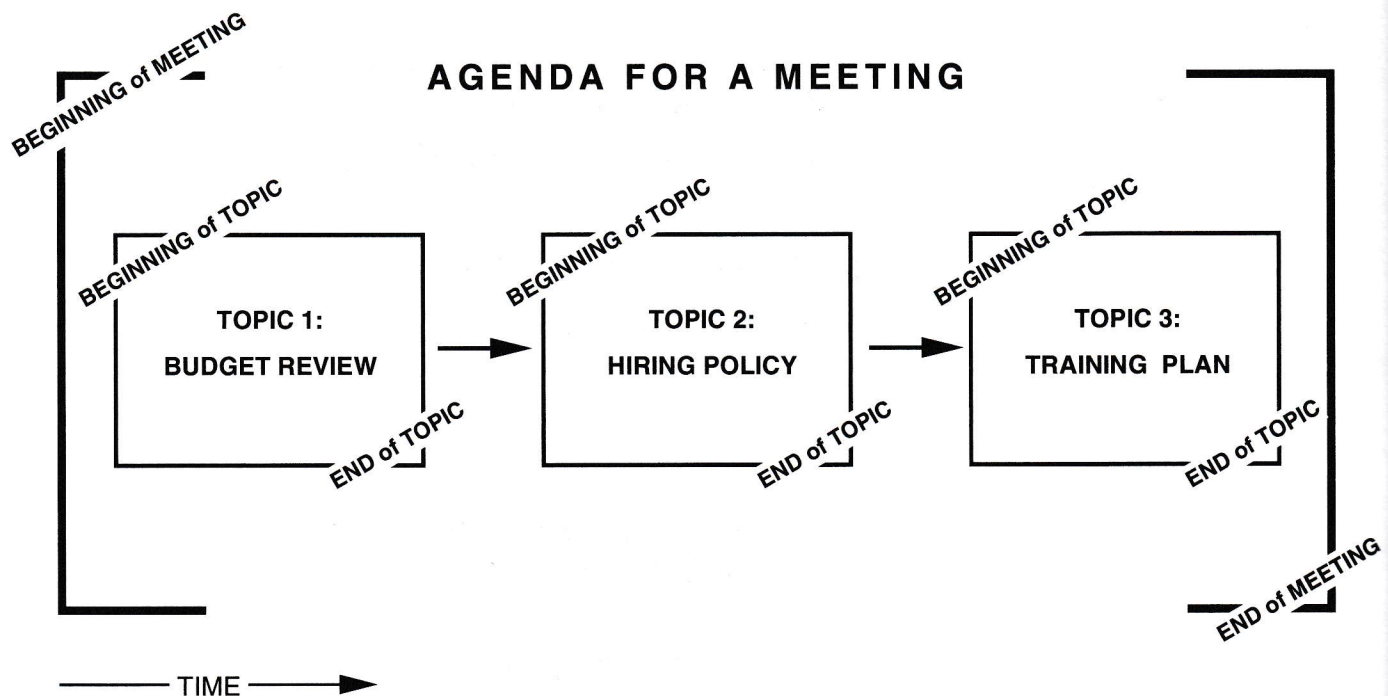 BEGINNING of MEETING
AGENDA FOR A MEETING
BEGINNING of TOPIC
TOPIC 1:
BUDGET REVIEW
END of TOPIC
BEGINNING of TOPIC
TOPIC 2:
HIRING POLICY
END of TOPIC
BEGINNING of TOPIC
TOPIC 3:
TRAINING PLAN
END of TOPIC
END of MEETING
TIME